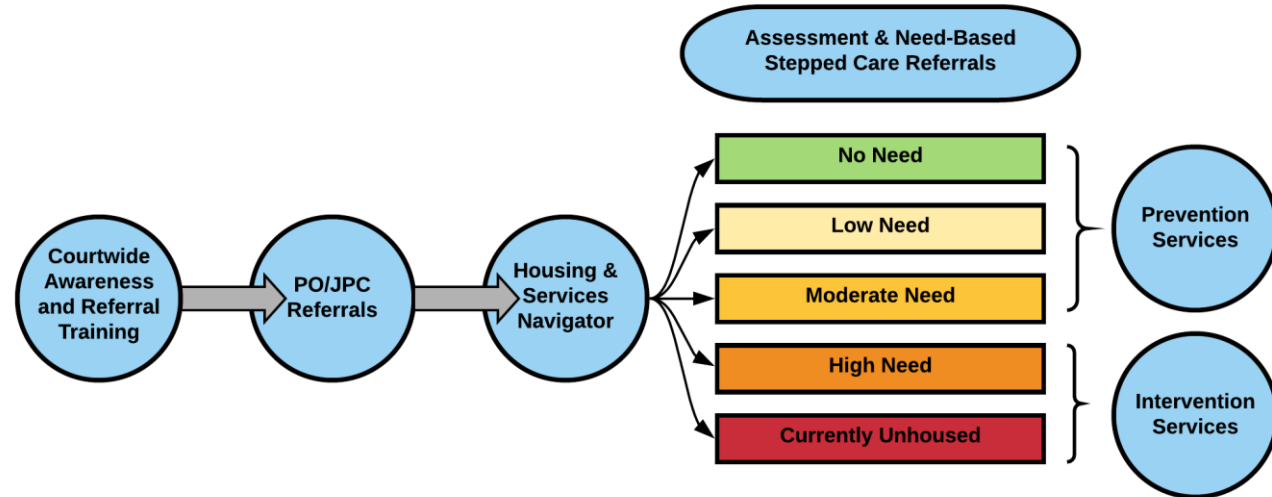 Assessment & Need-Based
Stepped Care Referrals
Courtwide
Awareness
and Referral
Training
PO/JPC
Referrals
Housing &
Services
Navigator
No Need
Low Need
Moderate Need
High Need
Currently Unhoused
Prevention
Services
Intervention
Services